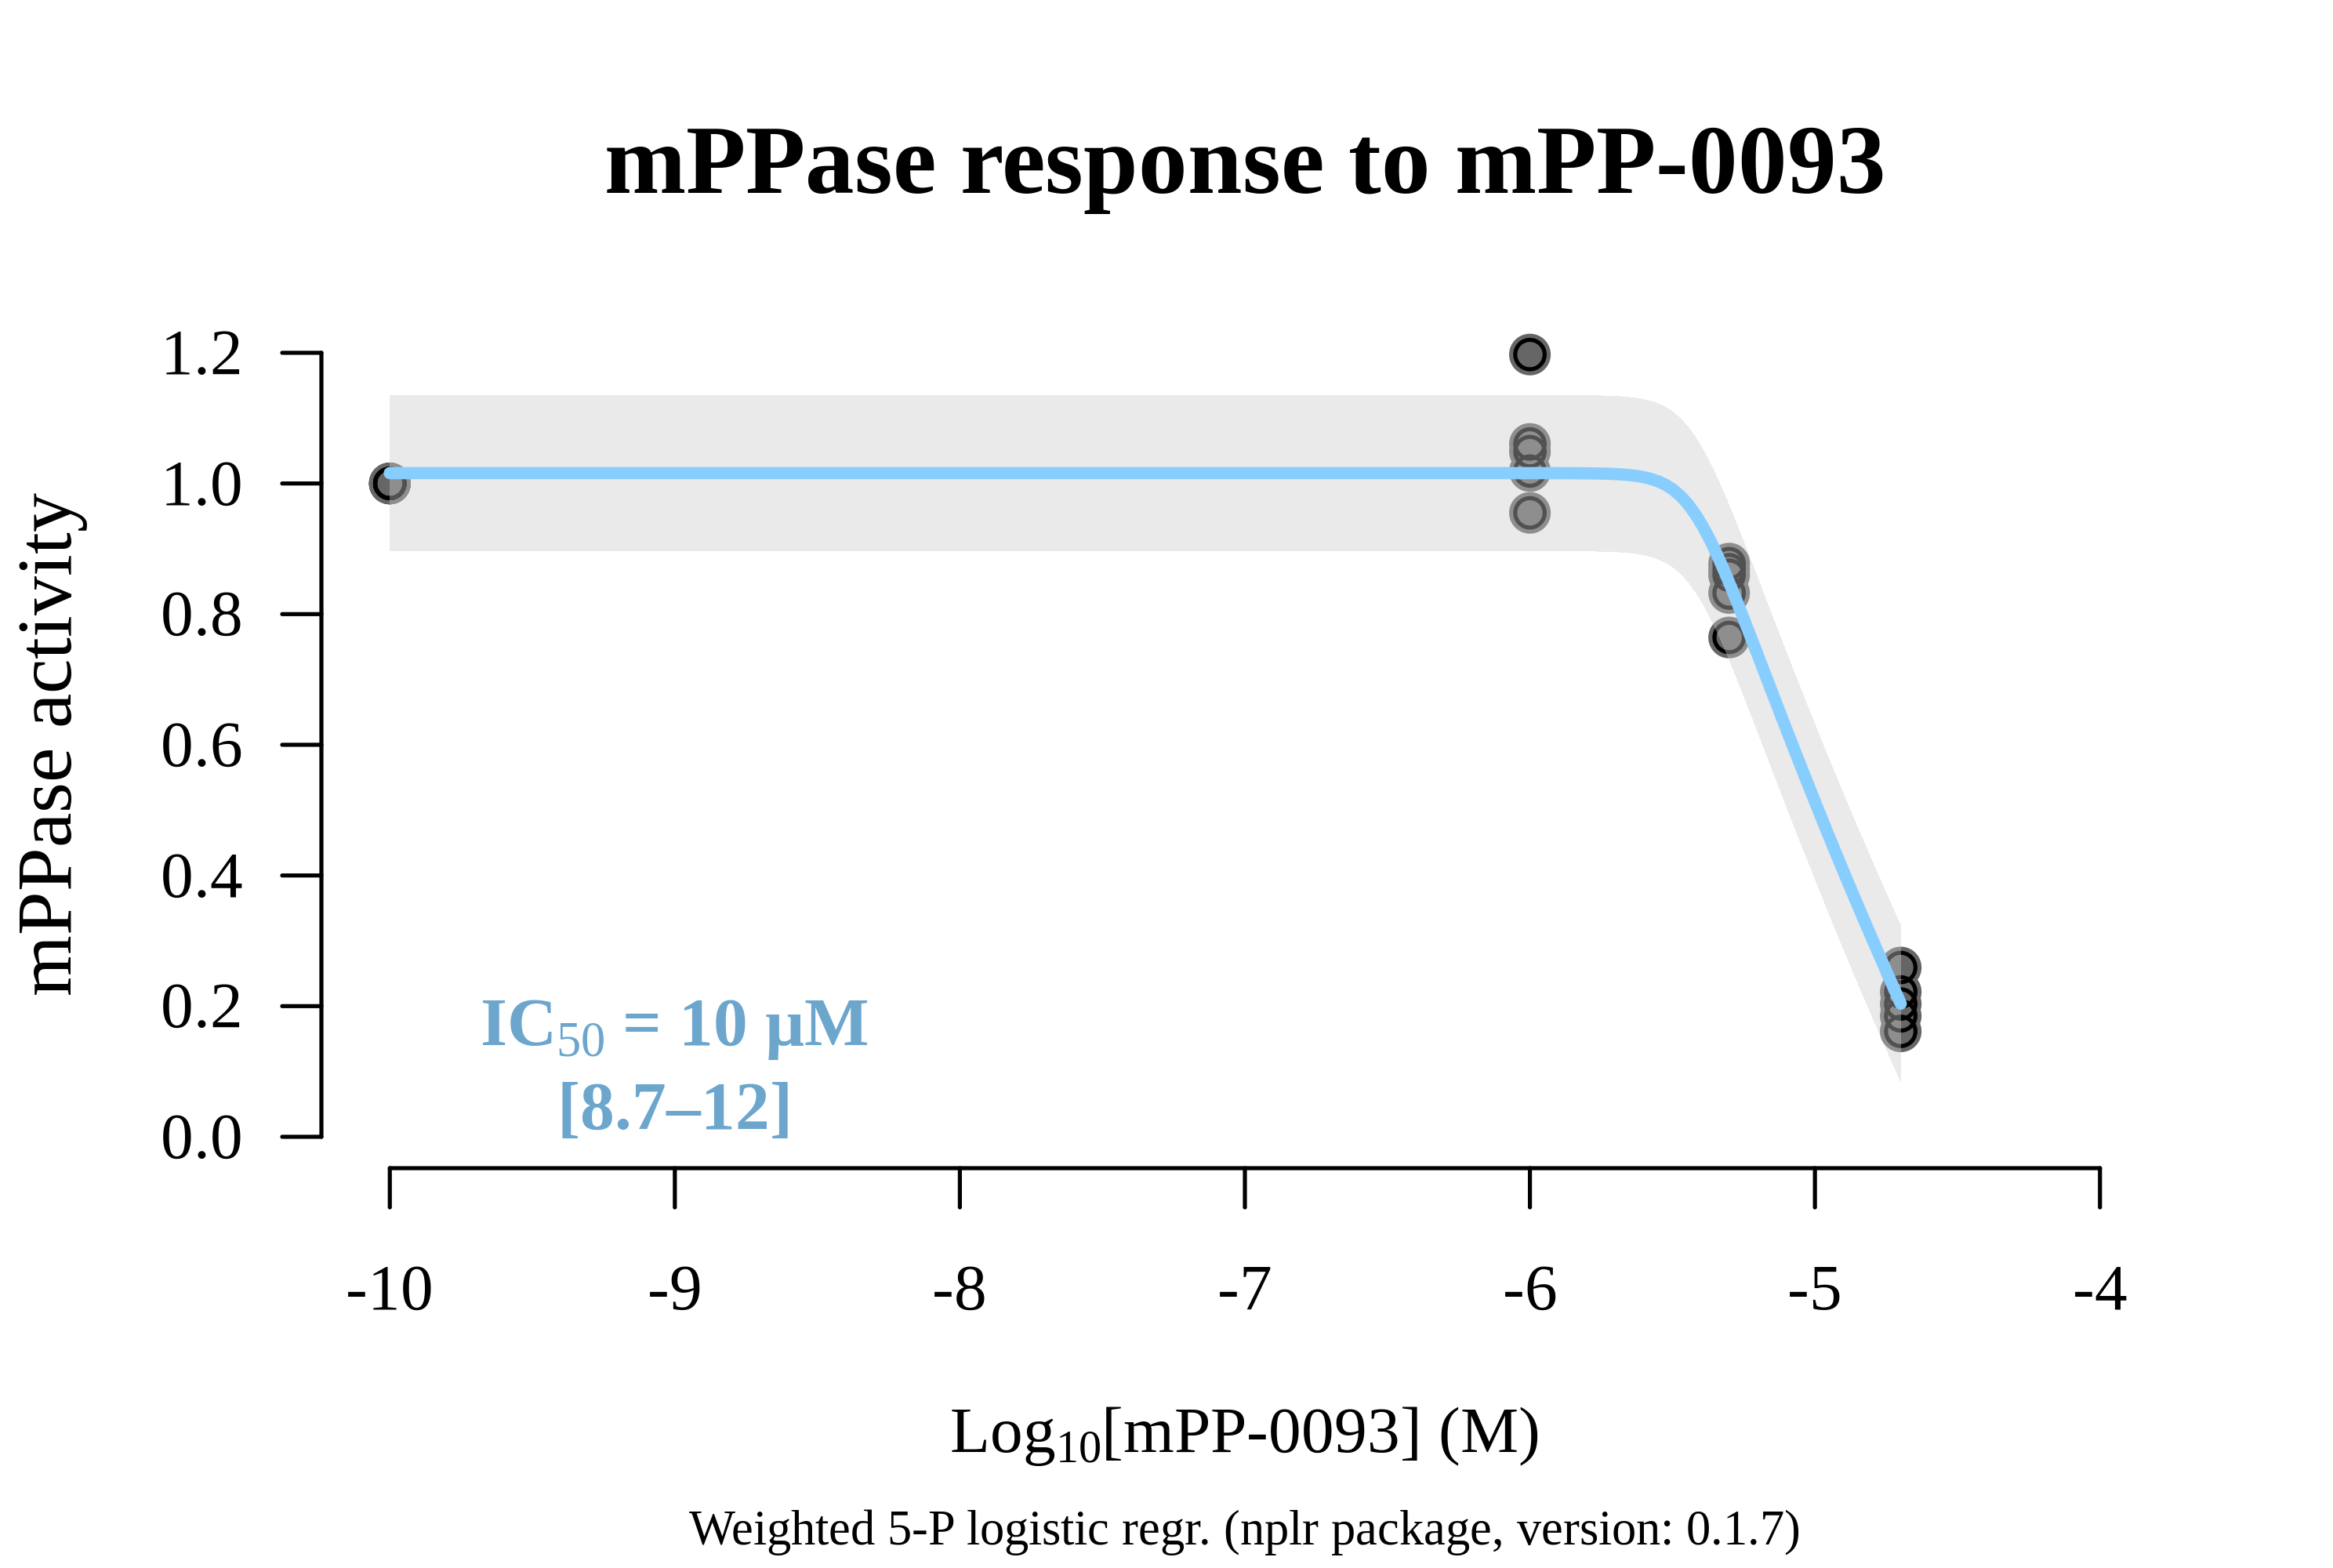 mPPase response to mPP-0093
mPPase activity
1.2
1.0
0.8
0.6
0.4
0.2
0.0
IC50 = 10 µM
[8.7–12]
-10 -9 -8 -7 -6 -5 -4
Log10[mPP-0093] (M)
Weighted 5-P logistic regr. (nplr package, version: 0.1.7)